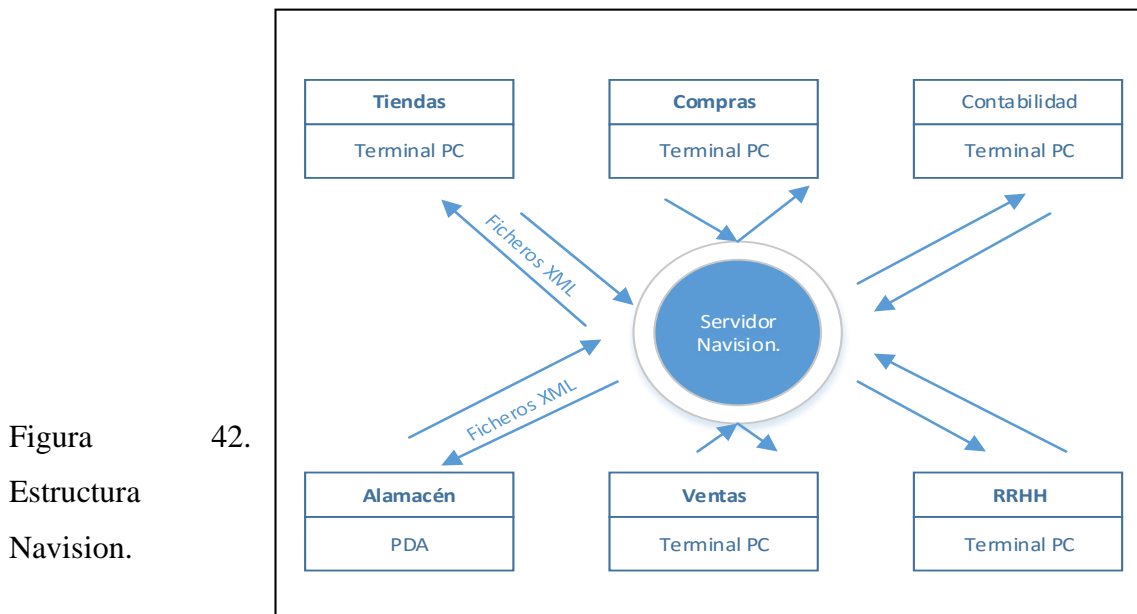 Tiendas
Terminal PC
Compras
Terminal PC
Contabilidad
Terminal PC
Ficheros XML
Servidor
Navision.
Ficheros XML
Alamacén
PDA
Ventas
Terminal PC
RRHH
Terminal PC
Figura 42.
Estructura
Navision.